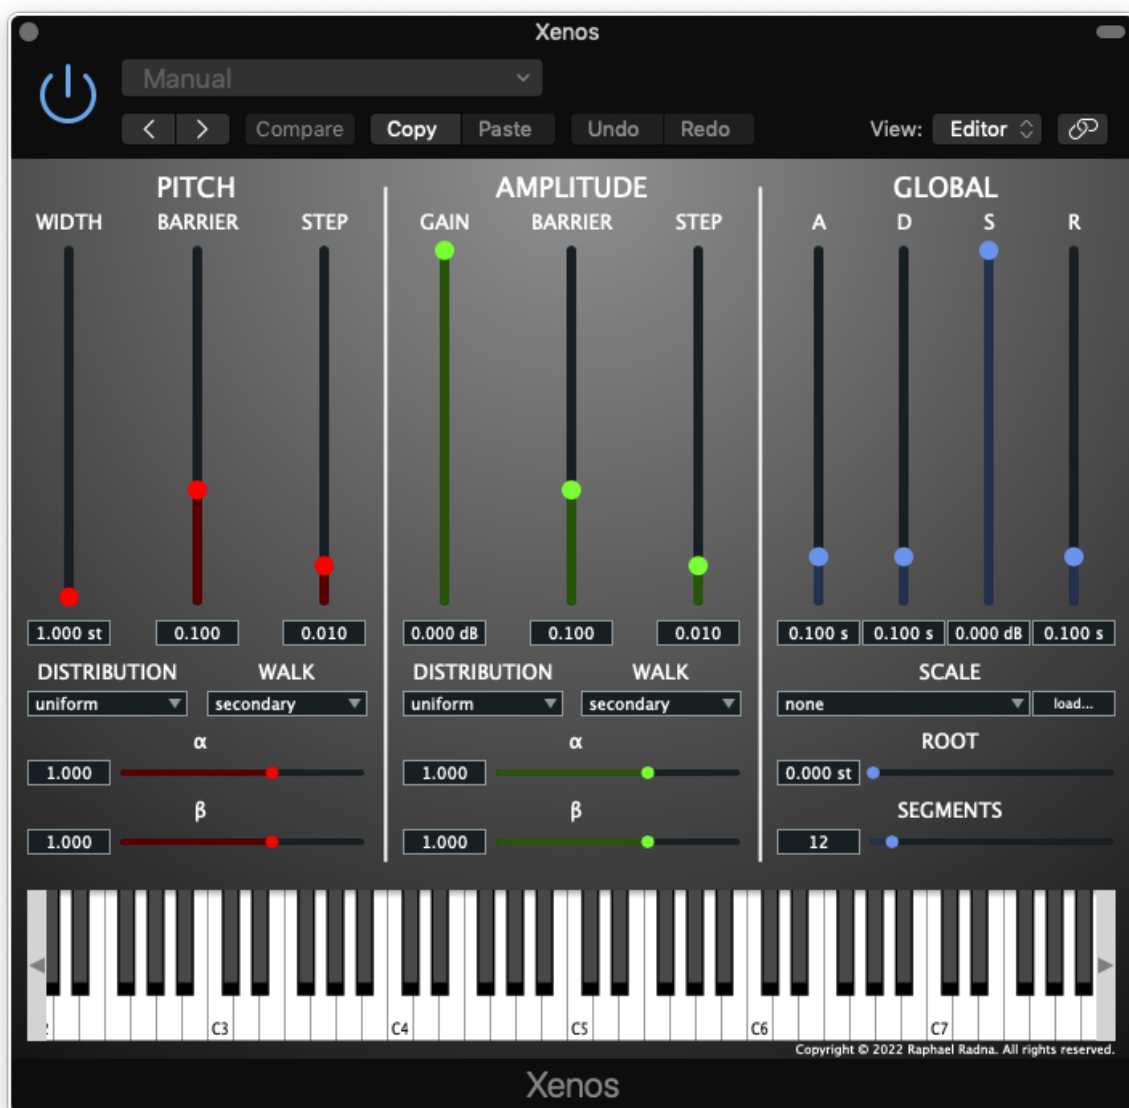 Xenos
Manual
Compare Copy Paste Undo Redo View: Editor
PITCH AMPLITUDE GLOBAL
WIDTH BARRIER STEP GAIN BARRIER STEP A D S R
1.000 st 0.100 0.010 0.000 dB 0.100 0.010 0.100 s 0.100 s 0.000 dB 0.100 s
DISTRIBUTION WALK DISTRIBUTION WALK SCALE
uniform secondary uniform secondary none load...
α α ROOT
1.000 1.000 0.000 st
β β SEGMENTS
1.000 1.000 12
C3 C4 C5 C6 C7
Copyright © 2022 Raphael Radna. All rights reserved.
Xenos